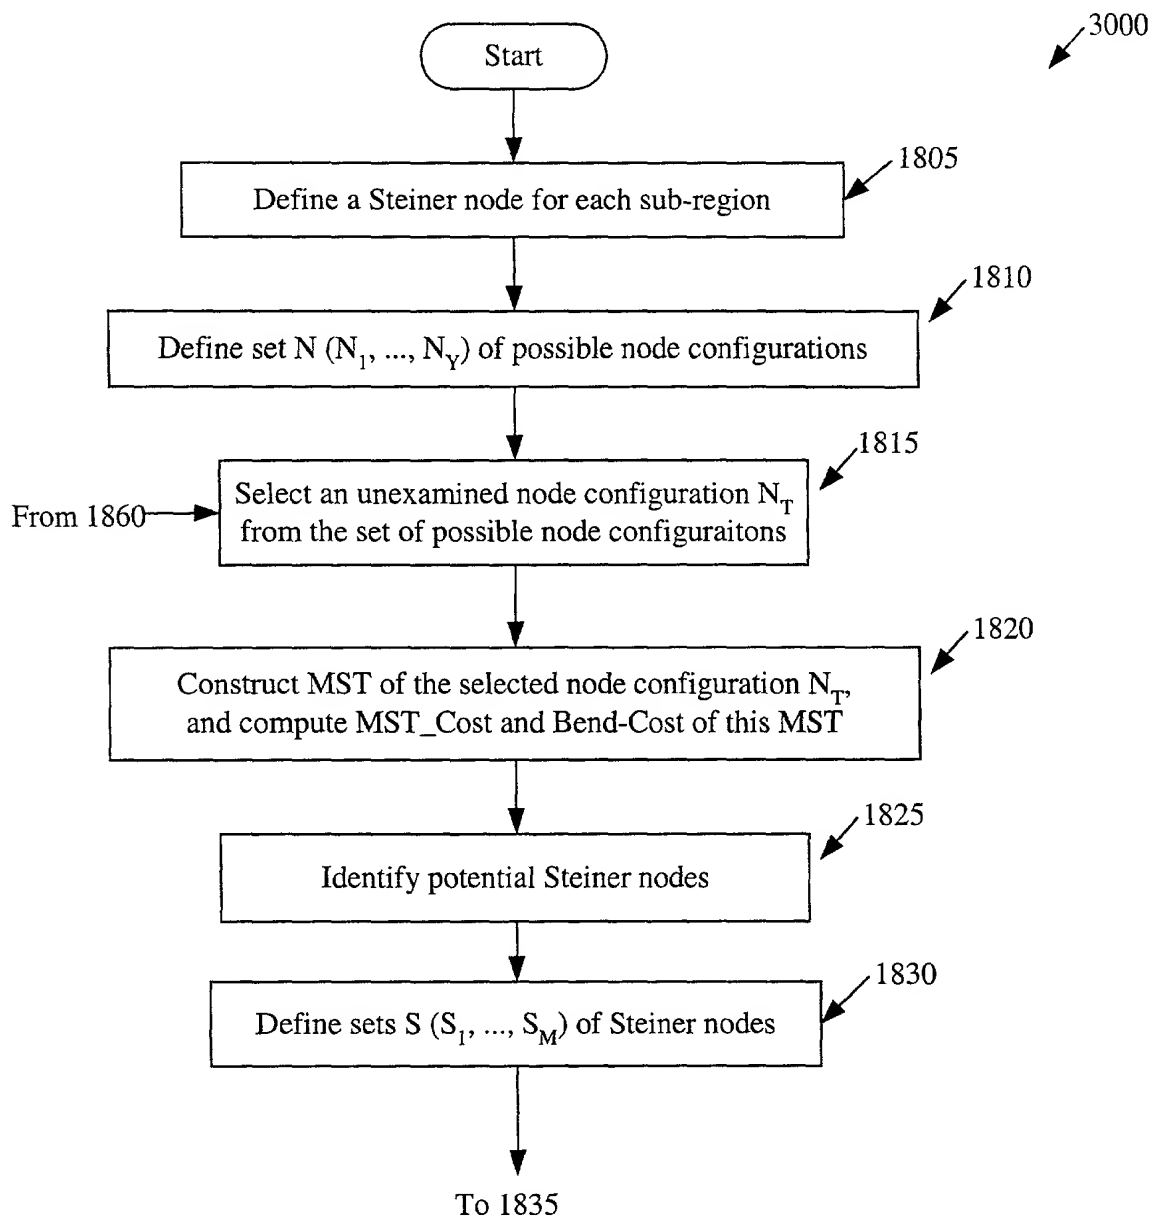 3000
Start
1805
Define a Steiner node for each sub-region
1810
Define set N (N1, ..., NY) of possible node configurations
1815
Select an unexamined node configuration NT
from the set of possible node configuraitons
From 1860
1820
Construct MST of the selected node configuration NT,
and compute MST_Cost and Bend-Cost of this MST
1825
Identify potential Steiner nodes
1830
Define sets S (S1, ..., SM) of Steiner nodes
To 1835